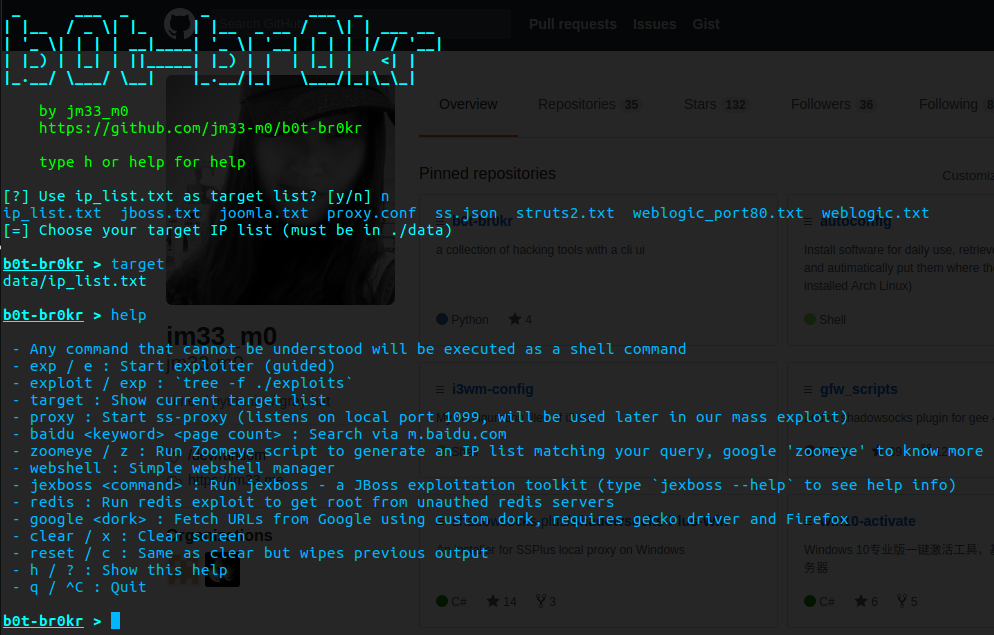 Search GitHub
Pull requests Issues Gist
b0t-br0kr
by jm33_m0
https://github.com/jm33-m0/b0t-br0kr
type h or help for help
[?] Use ip_list.txt as target list? [y/n] n
ip_list.txt jboss.txt joomla.txt proxy.conf ss.json struts2.txt weblogic_port80.txt weblogic.txt
[=] Choose your target IP list (must be in ./data)
b0t-br0kr > target
data/ip_list.txt
b0t-br0kr > help
- Any command that cannot be understood will be executed as a shell command
- exp / e : Start exploiter (guided)
- exploit / exp : `tree -f ./exploits`
- target : Show current target list
- proxy : Start ss-proxy (listens on local port 1099, will be used later in our mass exploit)
- baidu <keyword> <page count> : Search via m.baidu.com
- zoomeye / z : Run Zoomeye script to generate an IP list matching your query, google 'zoomeye' to know more
- webshell : Simple webshell manager
- jexboss <command> : Run jexboss - a JBoss exploitation toolkit (type `jexboss --help` to see help info)
- redis : Run redis exploit to get root from unauthed redis servers
- google <dork> : Fetch URLs from Google using custom dork, requires gecko driver and Firefox
- clear / x : Clear screen
- reset / c : Same as clear but wipes previous output
- h / ? : Show this help
- q / ^C : Quit
b0t-br0kr >
Overview Repositories 35 Stars 132 Followers 36 Following 8
Pinned repositories
Customiz
b0t-br0kr
a collection of hacking tools with a cli ui
Python 4
autoconfig
Install software for daily use, retrieve
and autimatically put them where th
installed Arch Linux)
Shell
jm33_m0
i3wm-config
gfw_scripts
shadowsocks plugin for gee
Organizations
for SSPlus local proxy on Windows
C# 14 3
10-activate
Windows 10专业版一键激活工具，
务器
C# 6 5